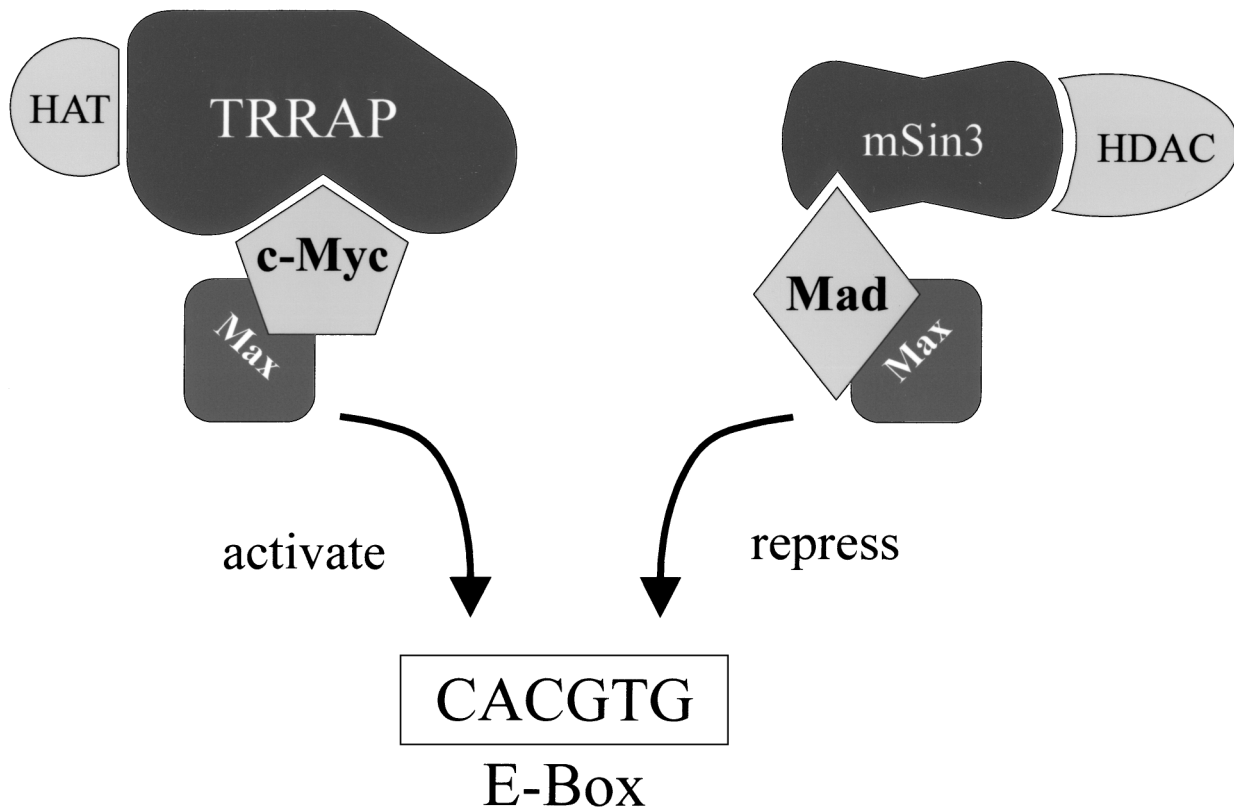 HAT
TRRAP
c-Myc
Max
mSin3
HDAC
Mad
Max
activate
repress
CACGTG
E-Box